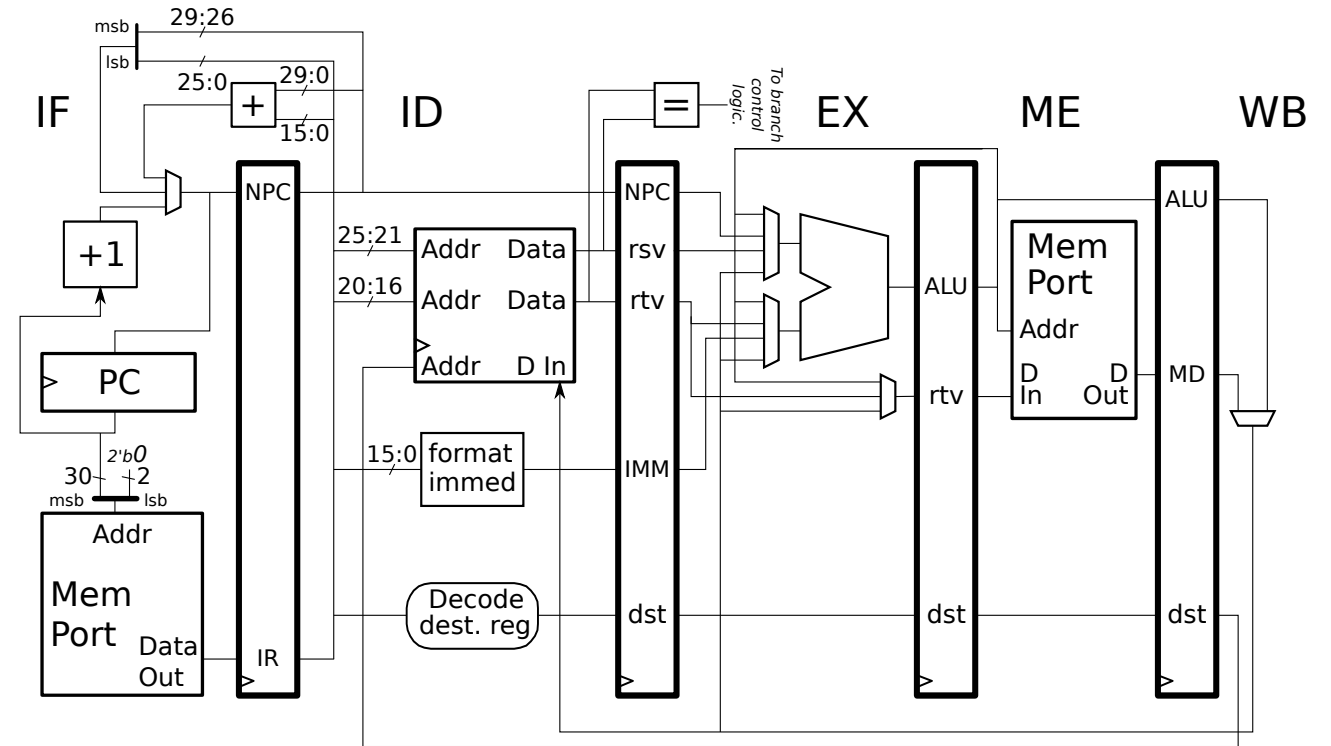 29:26
msb
lsb
25:0
29:0
+
15:0
=
To branch
control
logic.
IF
ID
EX
ME
WB
NPC
NPC
ALU
+1
25:21
Addr
Data
rsv
20:16
Addr
Data
rtv
Addr
D In
Mem
Port
Addr
D
In
D
Out
ALU
rtv
MD
PC
2'b0
30
2
msb
lsb
15:0
format
immed
IMM
Addr
Mem
Port
Data
Out
IR
Decode
dest. reg
dst
dst
dst